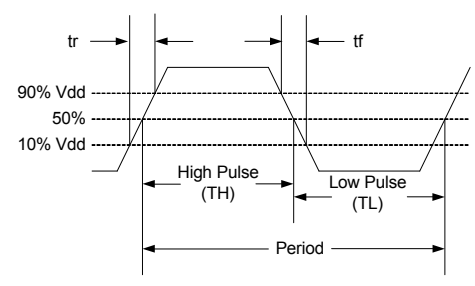 tr
tf
90% Vdd
50%
10% Vdd
High Pulse
(TH)
Low Pulse
(TL)
Period